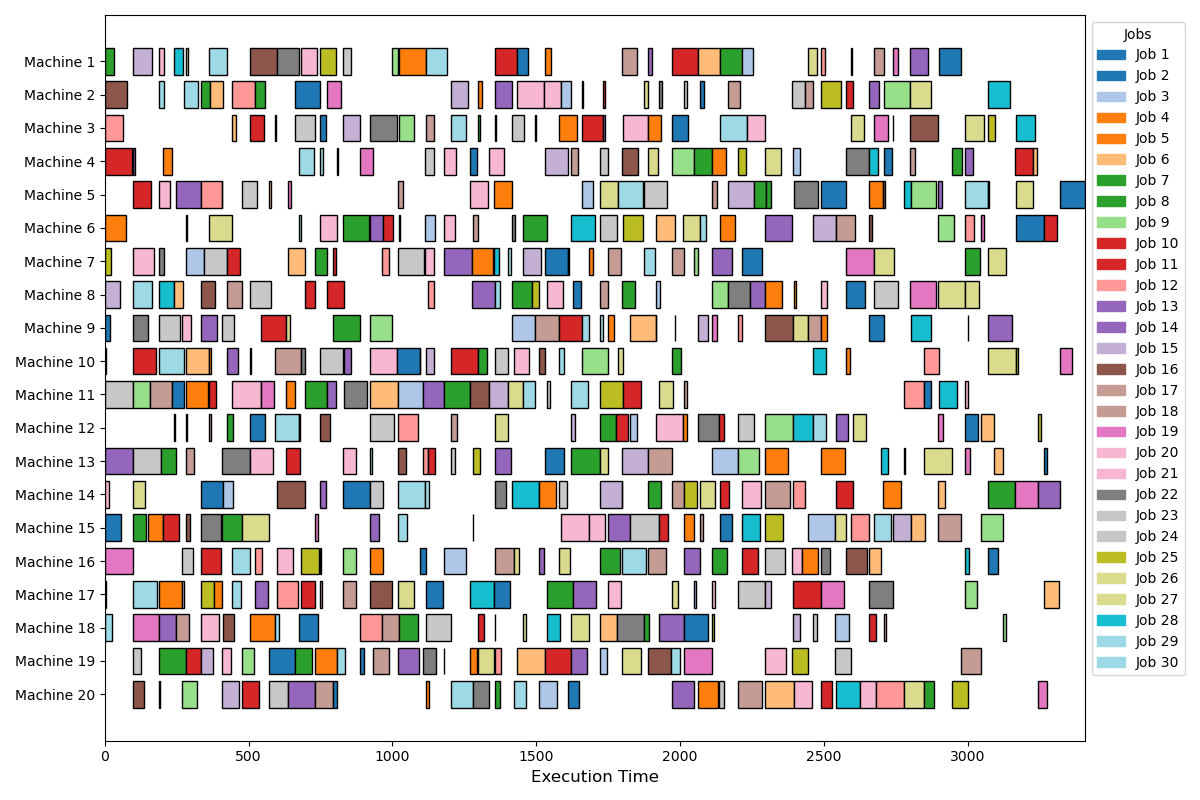 Machine 1
Machine 2
Machine 3
Machine 4
Machine 5
Machine 6
Machine 7
Machine 8
Machine 9
Machine 10
Machine 11
Machine 12
Machine 13
Machine 14
Machine 15
Machine 16
Machine 17
Machine 18
Machine 19
Machine 20
0 500 1000 1500 2000 2500 3000
Execution Time
Jobs
Job 1
Job 2
Job 3
Job 4
Job 5
Job 6
Job 7
Job 8
Job 9
Job 10
Job 11
Job 12
Job 13
Job 14
Job 15
Job 16
Job 17
Job 18
Job 19
Job 20
Job 21
Job 22
Job 23
Job 24
Job 25
Job 26
Job 27
Job 28
Job 29
Job 30